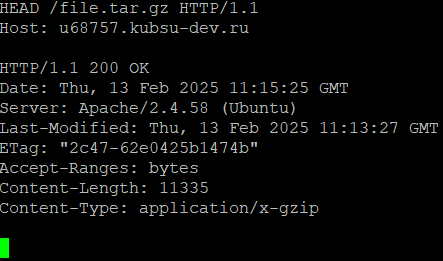 HEAD /file.tar.gz HTTP/1.1
Host: u68757.kubsu-dev.ru
HTTP/1.1 200 OK
Date: Thu, 13 Feb 2025 11:15:25 GMT
Server: Apache/2.4.58 (Ubuntu)
Last-Modified: Thu, 13 Feb 2025 11:13:27 GMT
ETag: "2c47-62e0425b1474b"
Accept-Ranges: bytes
Content-Length: 11335
Content-Type: application/x-gzip